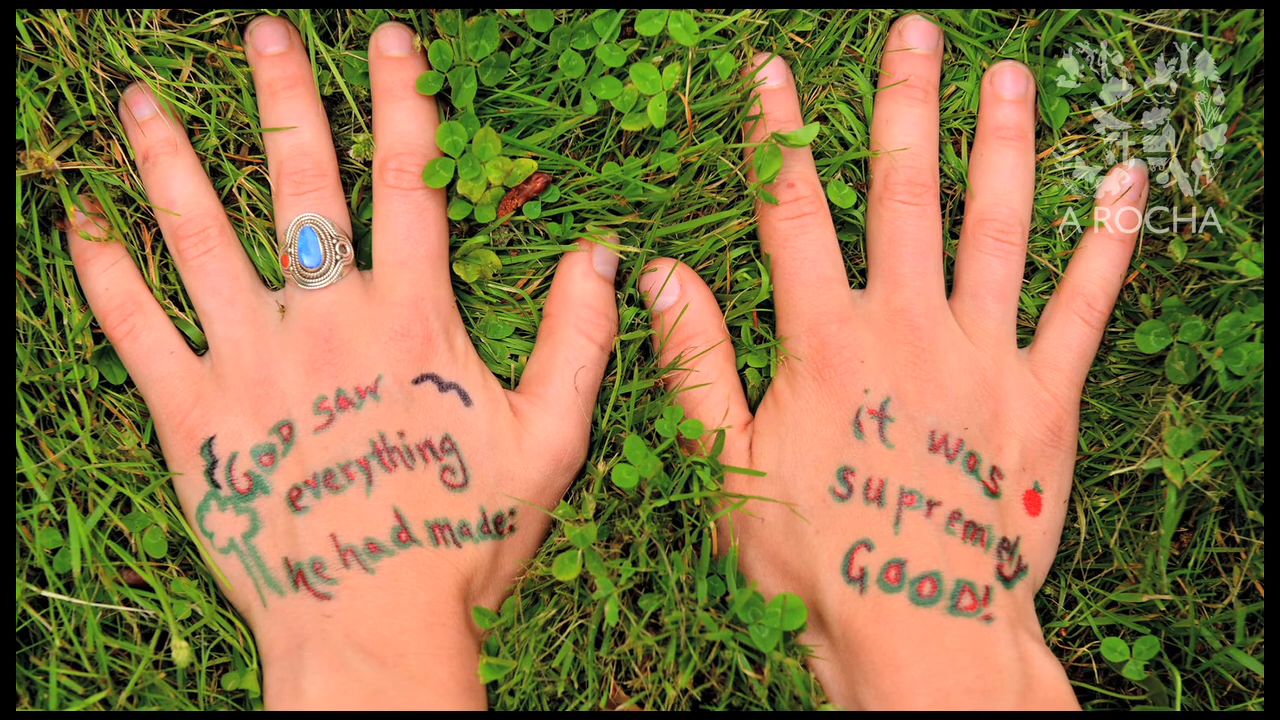 GOD saw
everything
he had made:
it was
supremely
GOOD!
A ROCHA